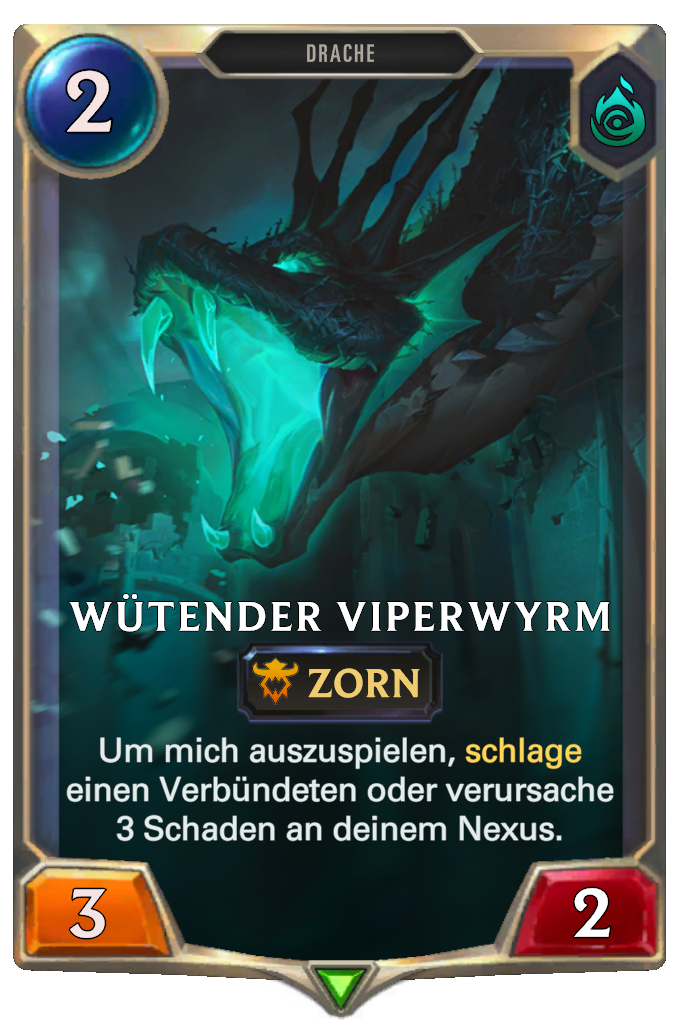 DRACHE
2
WÜTENDER VIPERWYRM
ZORN
Um mich auszuspielen, schlage
einen Verbündeten oder verursache
3 Schaden an deinem Nexus.
3
2